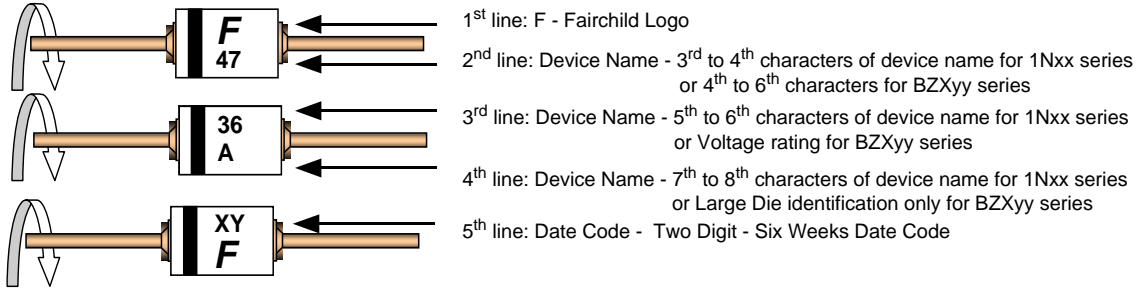 F
47
36
A
XY
F
1st line: F - Fairchild Logo
2nd line: Device Name - 3rd to 4th characters of device name for 1Nxx series
or 4th to 6th characters for BZXyy series
3rd line: Device Name - 5th to 6th characters of device name for 1Nxx series
or Voltage rating for BZXyy series
4th line: Device Name - 7th to 8th characters of device name for 1Nxx series
or Large Die identification only for BZXyy series
5th line: Date Code - Two Digit - Six Weeks Date Code